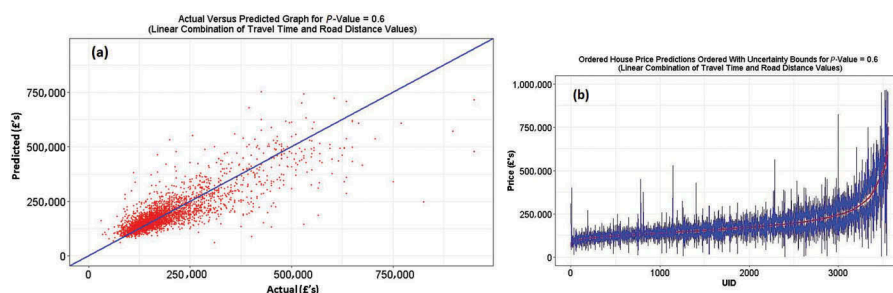 Actual Versus Predicted Graph for P-Value = 0.6
(Linear Combination of Travel Time and Road Distance Values)
(a)
Predicted (£'s)
750,000
500,000
250,000
0
0
250,000
500,000
750,000
Actual (£'s)
Ordered House Price Predictions Ordered With Uncertainty Bounds for P-Value = 0.6
(Linear Combination of Travel Time and Road Distance Values)
(b)
Price (£'s)
1,000,000
750,000
500,000
250,000
0
0
1000
2000
3000
UID